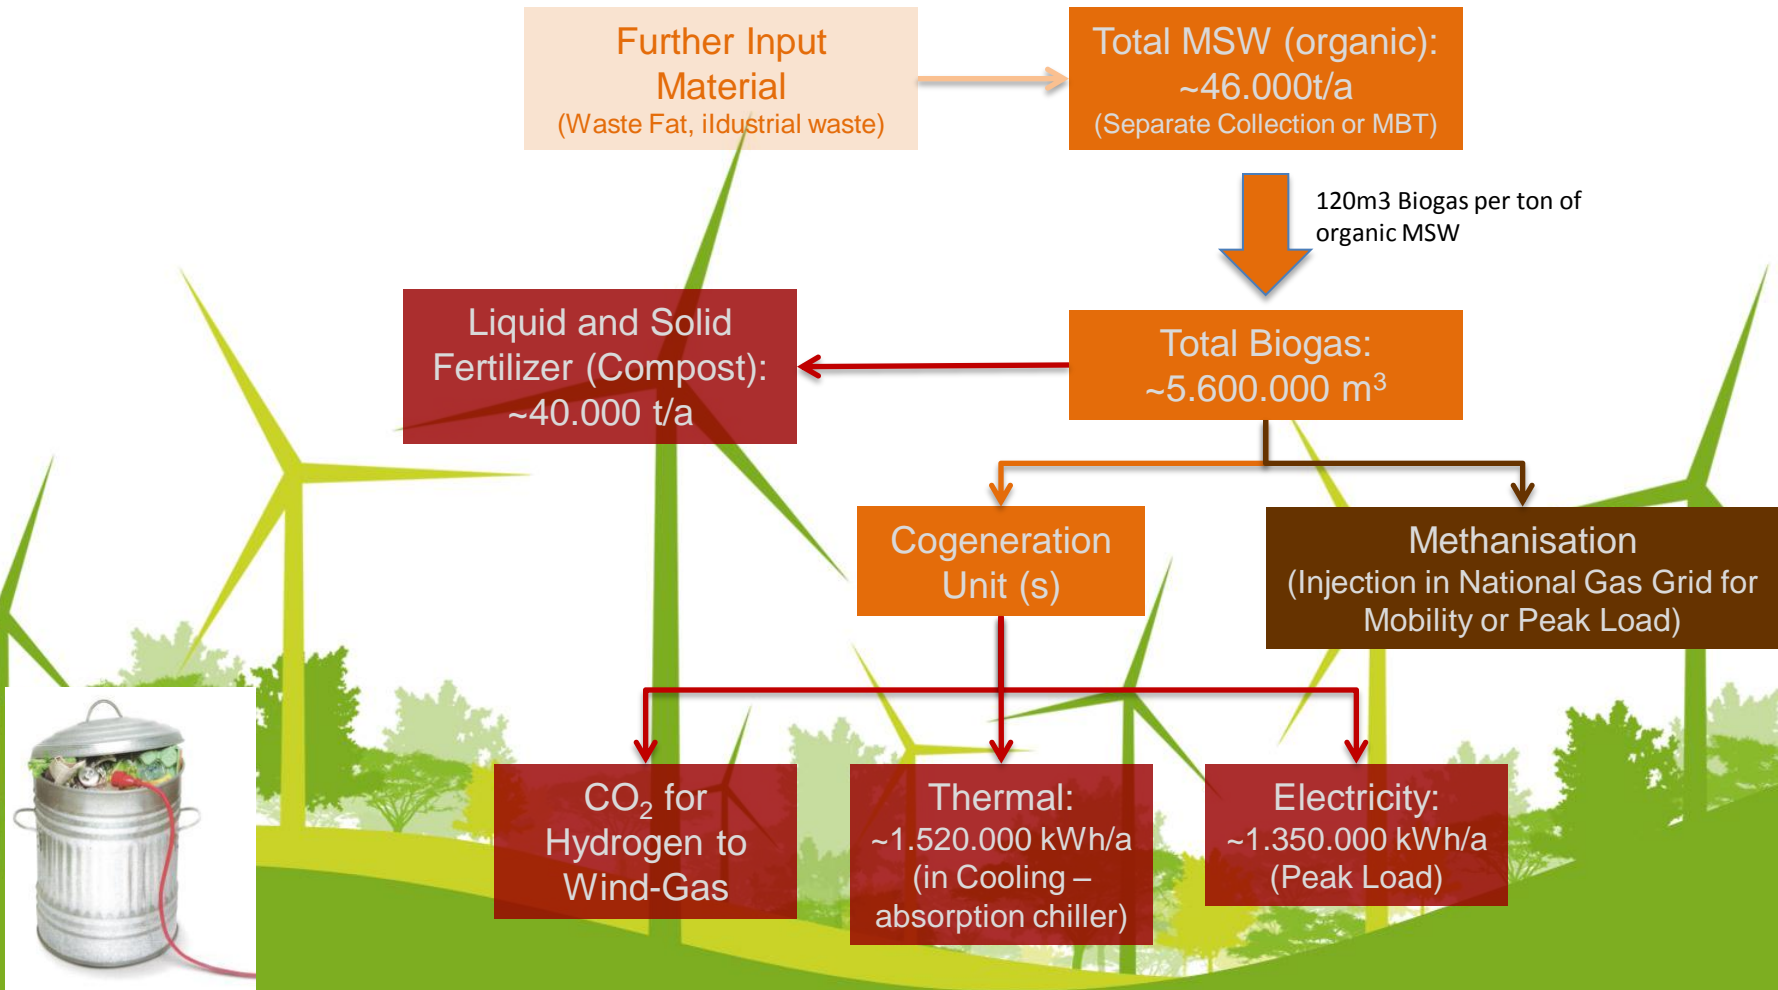 Further Input
Material
(Waste Fat, iIdustrial waste)
Total MSW (organic):
~46.000t/a
(Separate Collection or MBT)
120m3 Biogas per ton of
organic MSW
Liquid and Solid
Fertilizer (Compost):
~40.000 t/a
Total Biogas:
~5.600.000 m³
Cogeneration
Unit (s)
Methanisation
(Injection in National Gas Grid for
Mobility or Peak Load)
CO₂ for
Hydrogen to
Wind-Gas
Thermal:
~1.520.000 kWh/a
(in Cooling –
absorption chiller)
Electricity:
~1.350.000 kWh/a
(Peak Load)